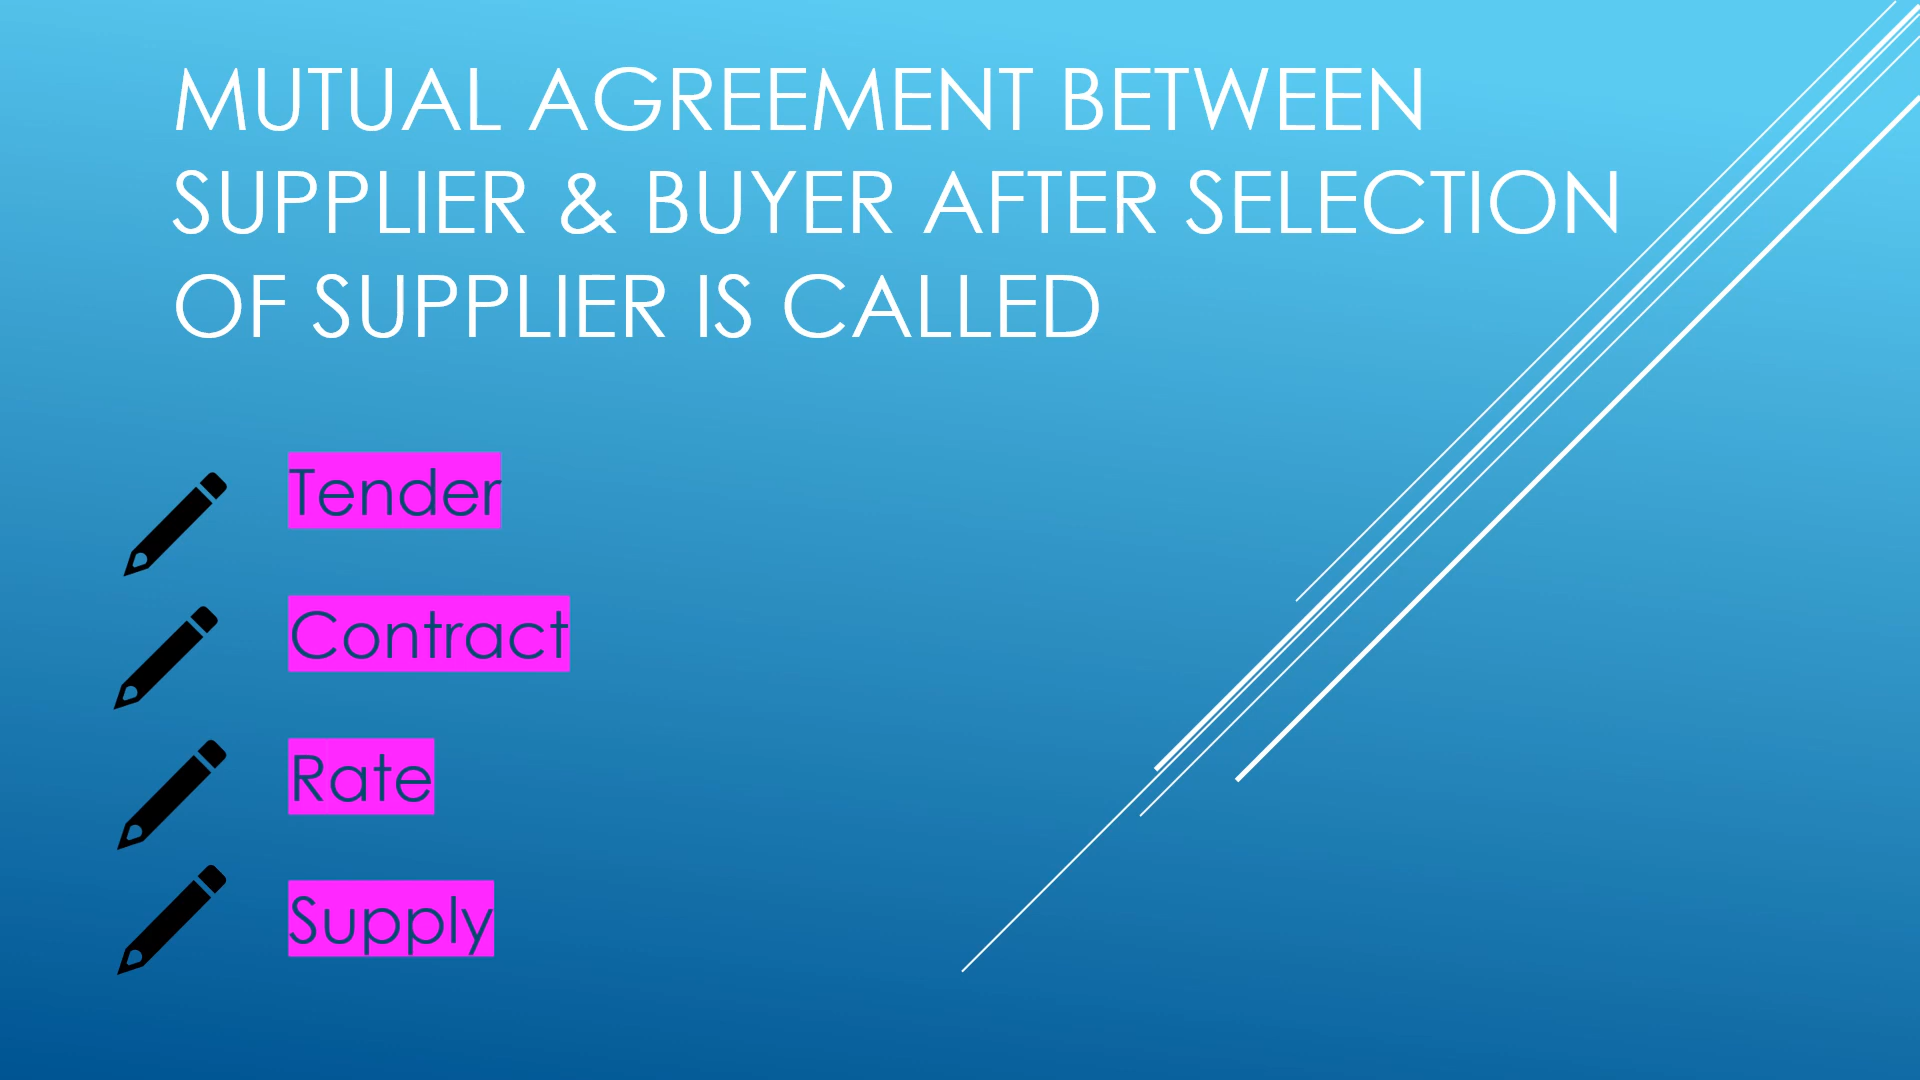 MUTUAL AGREEMENT BETWEEN
SUPPLIER & BUYER AFTER SELECTION
OF SUPPLIER IS CALLED
Tender
Contract
Rate
Supply